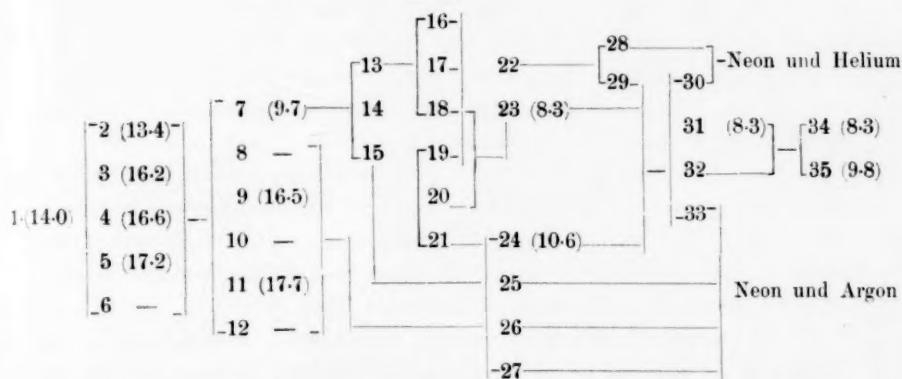 16
28
13 17 22 Neon und Helium
29 30
7 (9·7) 14 18 23 (8·3) 31 (8·3) 34 (8·3)
2 (13·4)
8 — 15 19
3 (16·2) 32 35 (9·8)
9 (16·5) 20
1 (14·0) 4 (16·6) 33
10 — 21 24 (10·6)
5 (17·2)
11 (17·7) 25 Neon und Argon
6 —
12 — 26
27